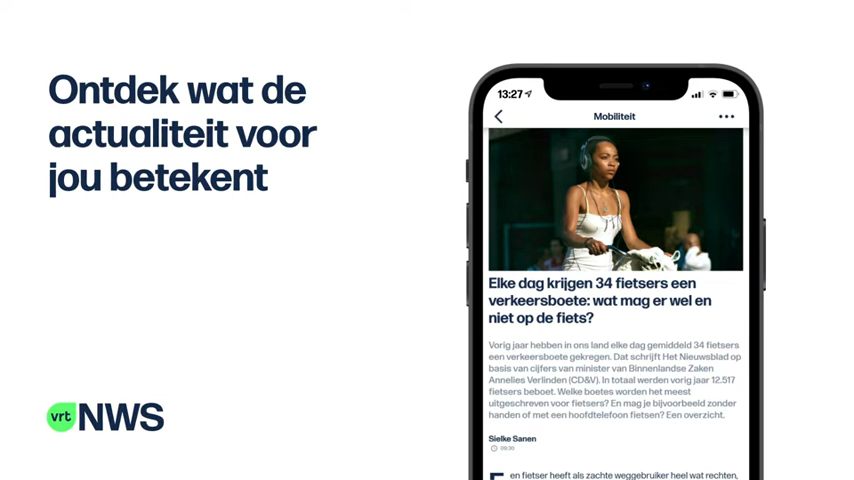 Ontdek wat de
actualiteit voor
jou betekent
vrt NWS
13:27
Mobiliteit
Elke dag krijgen 34 fietsers een
verkeersboete: wat mag er wel en
niet op de fiets?
Vorig jaar hebben in ons land elke dag gemiddeld 34 fietsers
een verkeersboete gekregen. Dat schrijft Het Nieuwsblad op
basis van cijfers van minister van Binnenlandse Zaken
Annelies Verlinden (CD&V). In totaal werden vorig jaar 12.517
fietsers beboet. Welke boetes worden het meest
uitgeschreven voor fietsers? En mag je bijvoorbeeld zonder
handen of met een hoofdtelefoon fietsen? Een overzicht.
Sielke Sanen
09:30
Een fietser heeft als zachte weggebruiker heel wat rechten,